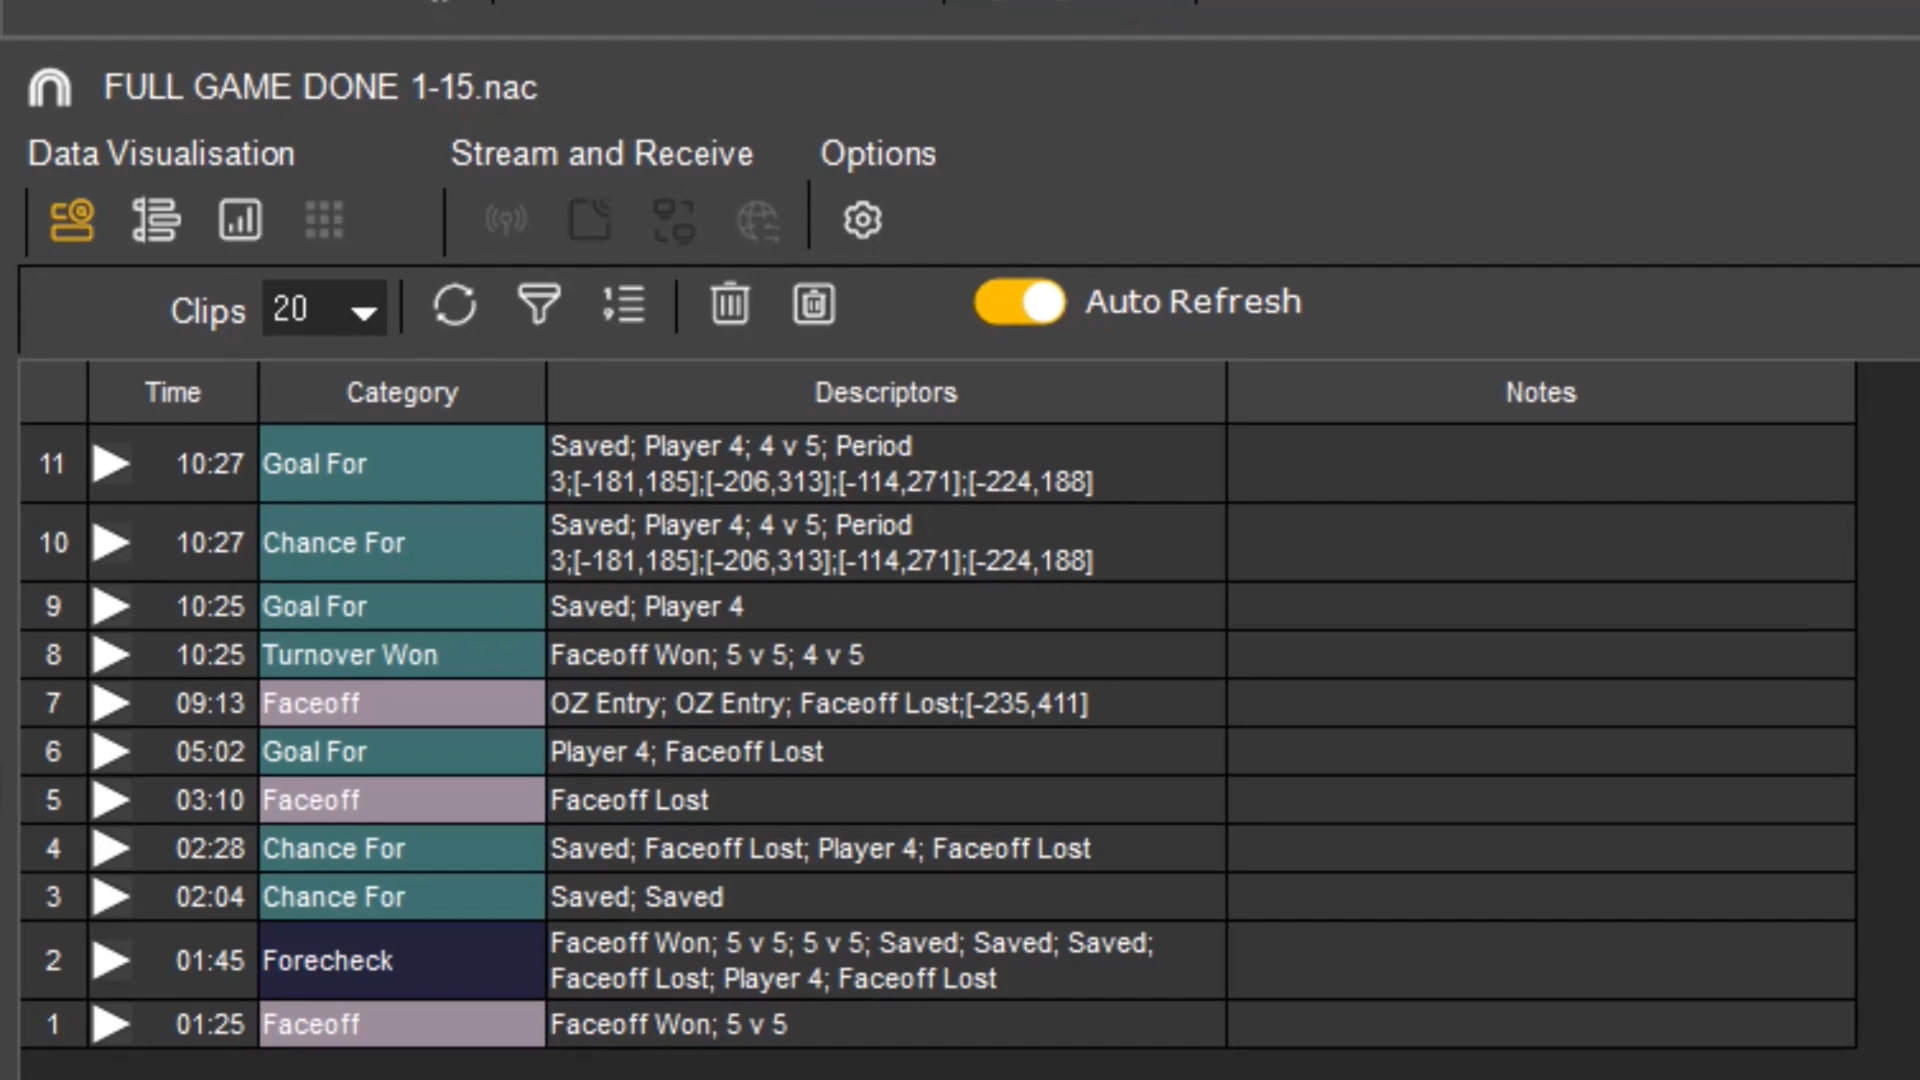 FULL GAME DONE 1-15.nac
Data Visualisation Stream and Receive Options
Clips 20 Auto Refresh
Time Category Descriptors Notes
11 10:27 Goal For Saved; Player 4; 4 v 5; Period
3;[-181,185];[-206,313];[-114,271];[-224,188]
10 10:27 Chance For Saved; Player 4; 4 v 5; Period
3;[-181,185];[-206,313];[-114,271];[-224,188]
9 10:25 Goal For Saved; Player 4
8 10:25 Turnover Won Faceoff Won; 5 v 5; 4 v 5
7 09:13 Faceoff OZ Entry; OZ Entry; Faceoff Lost;[-235,411]
6 05:02 Goal For Player 4; Faceoff Lost
5 03:10 Faceoff Faceoff Lost
4 02:28 Chance For Saved; Faceoff Lost; Player 4; Faceoff Lost
3 02:04 Chance For Saved; Saved
2 01:45 Forecheck Faceoff Won; 5 v 5; 5 v 5; Saved; Saved; Saved;
Faceoff Lost; Player 4; Faceoff Lost
1 01:25 Faceoff Faceoff Won; 5 v 5